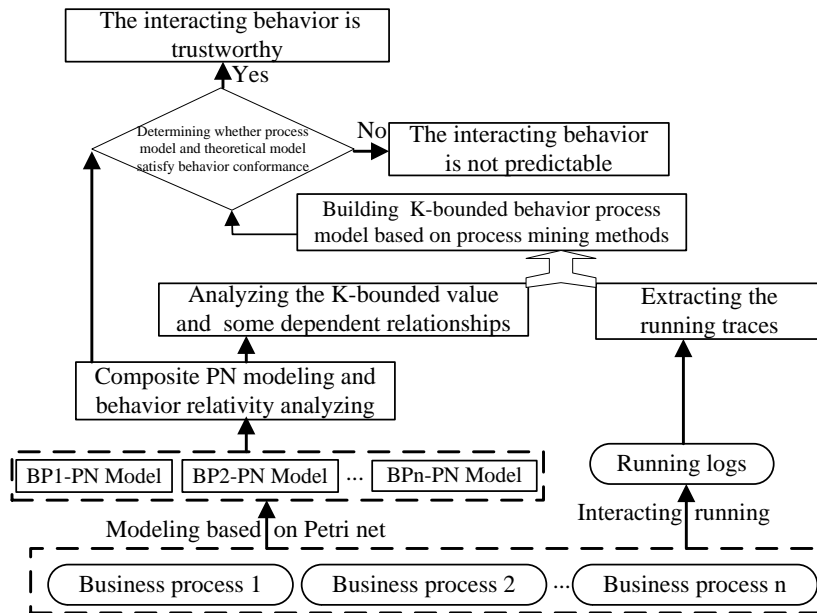 The interacting behavior is
trustworthy
Yes
Determining whether process
model and theoretical model
satisfy behavior conformance
No
The interacting behavior
is not predictable
Building K-bounded behavior process
model based on process mining methods
Analyzing the K-bounded value
and some dependent relationships
Extracting the
running traces
Composite PN modeling and
behavior relativity analyzing
BP1-PN Model
BP2-PN Model
...
BPn-PN Model
Running logs
Modeling based on Petri net
Interacting running
Business process 1
Business process 2
...
Business process n